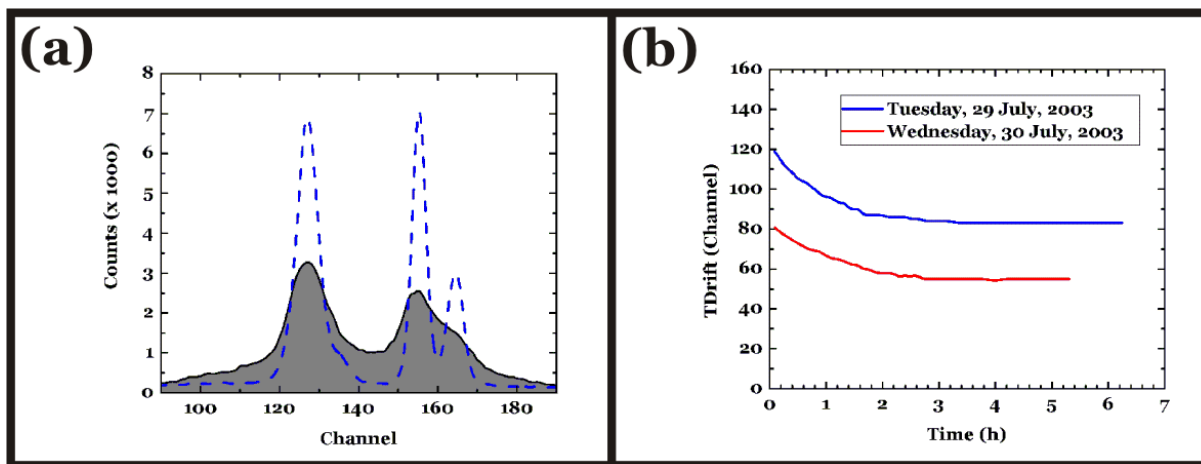 (a)
8
7
6
5
4
3
2
1
0
Counts (x 1000)
100 120 140 160 180
Channel
(b)
160
140
120
100
80
60
40
20
0
TDrift (Channel)
Tuesday, 29 July, 2003
Wednesday, 30 July, 2003
0 1 2 3 4 5 6 7
Time (h)